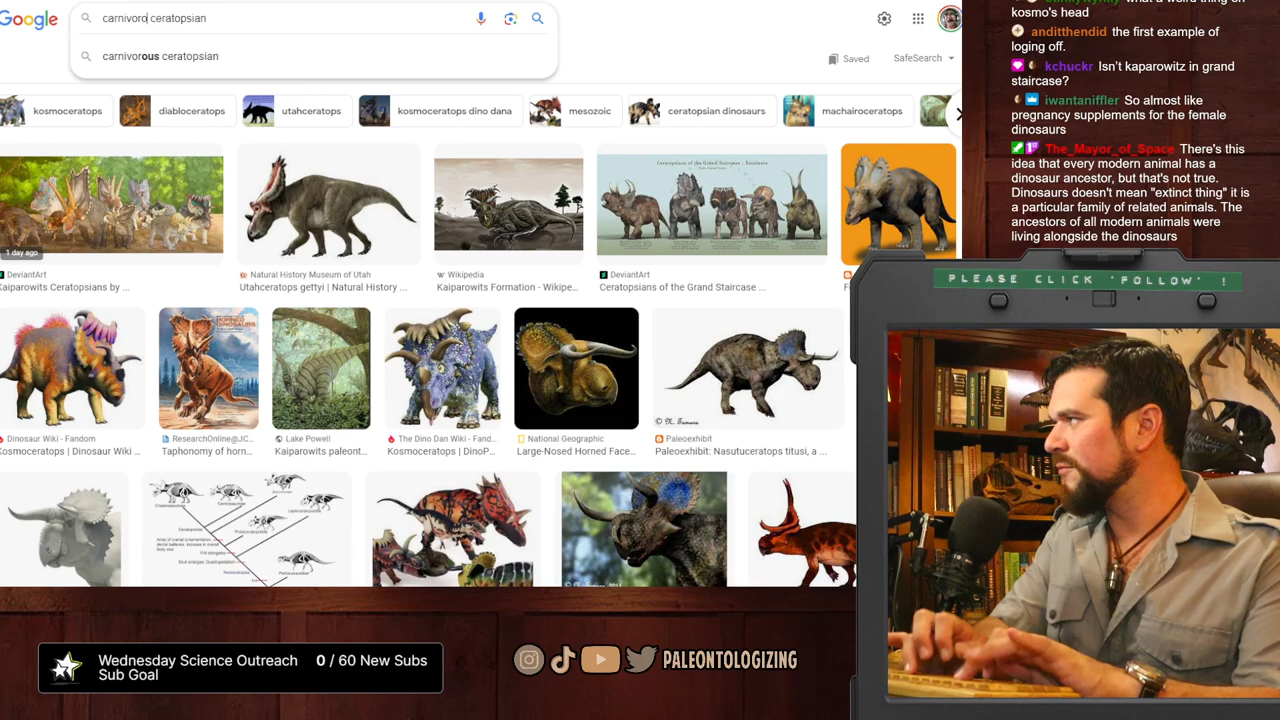 Google
carnivoro ceratopsian
carnivorous ceratopsian
Saved
SafeSearch
kosmoceratops
diabloceratops
utahceratops
kosmoceratops dino dana
mesozoic
ceratopsian dinosaurs
machairoceratops
1 day ago
Ceratopsians of the Grand Staircase - Escalante
DeviantArt
Kaiparowits Ceratopsians by ...
Natural History Museum of Utah
Utahceratops gettyi | Natural History ...
Wikipedia
Kaiparowits Formation - Wikipe...
DeviantArt
Ceratopsians of the Grand Staircase ...
HORNED
DINOSAURS
Dinosaur Wiki - Fandom
Kosmoceratops | Dinosaur Wiki ...
ResearchOnline@JC...
Taphonomy of horn...
Lake Powell
Kaiparowits paleont...
The Dino Dan Wiki - Fand...
Kosmoceratops | DinoP...
National Geographic
Large-Nosed Horned Face...
© N. Tamura
Paleoexhibit
Paleoexhibit: Nasutuceratops titusi, a ...
kosmo's head
anditthendid the first example of
loging off.
kchuckr Isn't kaparowitz in grand
staircase?
iwantaniffler So almost like
pregnancy supplements for the female
dinosaurs
The_Mayor_of_Space There's this
idea that every modern animal has a
dinosaur ancestor, but that's not true.
Dinosaurs doesn't mean "extinct thing" it is
a particular family of related animals. The
ancestors of all modern animals were
living alongside the dinosaurs
PLEASE CLICK 'FOLLOW' !
Wednesday Science Outreach 0 / 60 New Subs
Sub Goal
PALEONTOLOGIZING